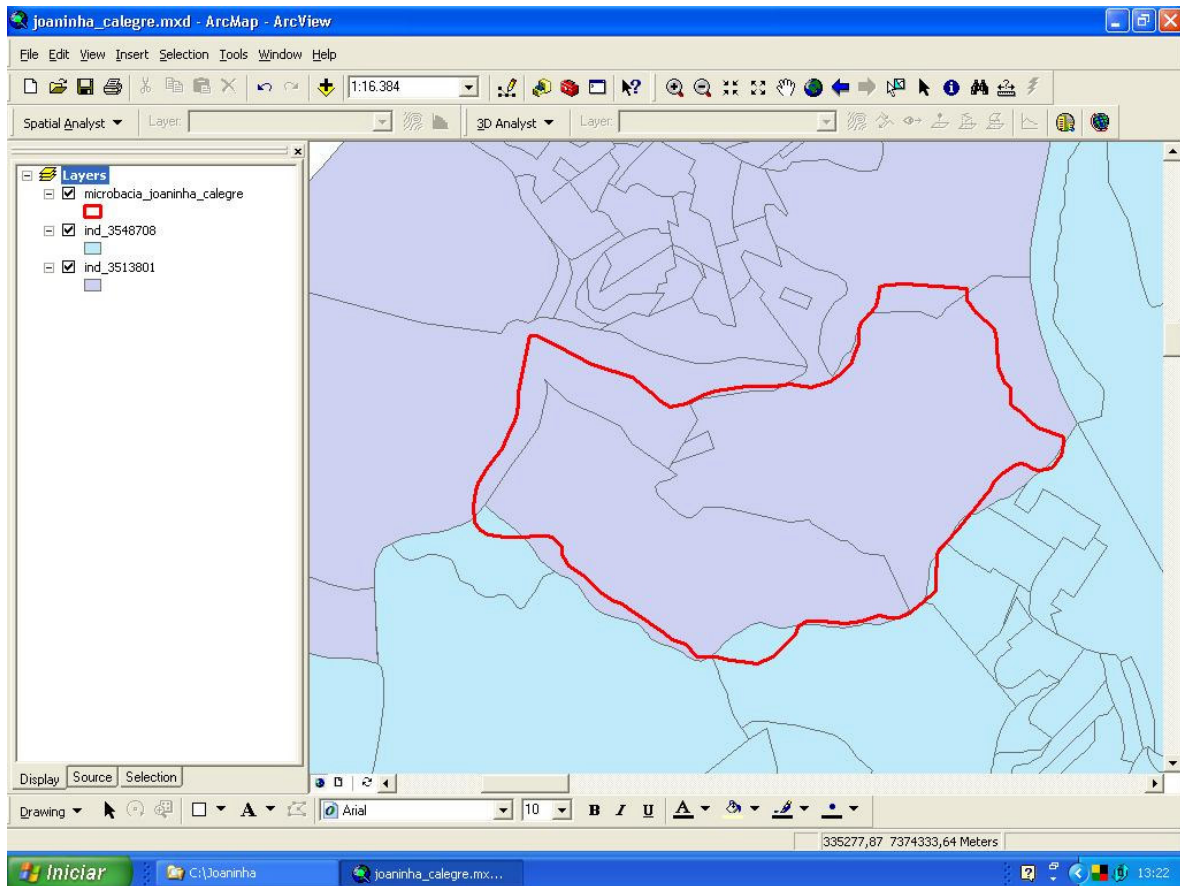 joaninha_calegre.mxd - ArcMap - ArcView
File Edit View Insert Selection Tools Window Help
1:16.384
Spatial Analyst Layer: 3D Analyst Layer:
Layers
microbacia_joaninha_calegre
ind_3548708
ind_3513801
Display Source Selection
Drawing A Arial 10 B I U A
335277,87 7374333,64 Meters
Iniciar C:\Joaninha joaninha_calegre.mx... 13:22